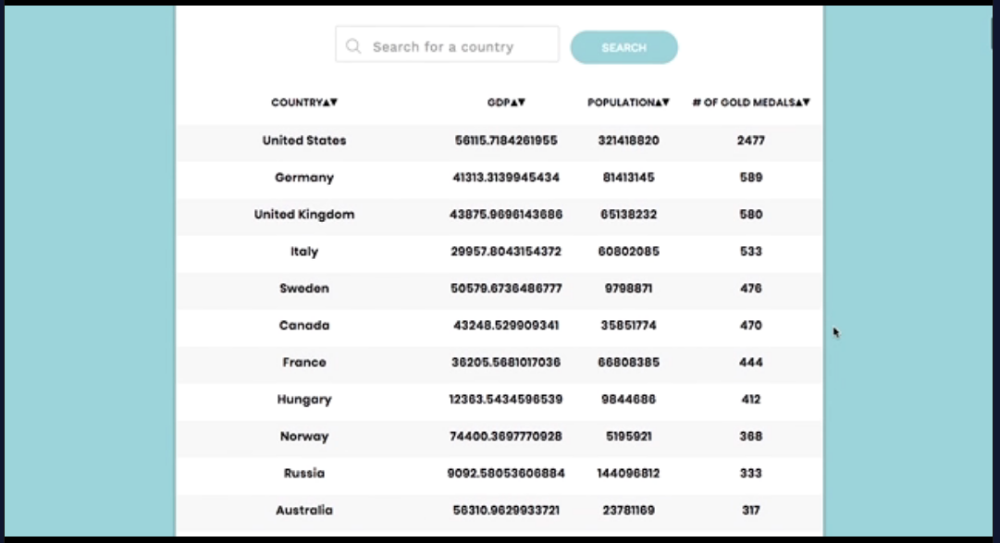 Search for a country SEARCH
COUNTRY▲▼ GDP▲▼ POPULATION▲▼ # OF GOLD MEDALS▲▼
United States 56115.7184261955 321418820 2477
Germany 41313.3139945434 81413145 589
United Kingdom 43875.9696143686 65138232 580
Italy 29957.8043154372 60802085 533
Sweden 50579.6736486777 9798871 476
Canada 43248.529909341 35851774 470
France 36205.5681017036 66808385 444
Hungary 12363.5434596539 9844686 412
Norway 74400.3697770928 5195921 368
Russia 9092.58053606884 144096812 333
Australia 56310.9629933721 23781169 317